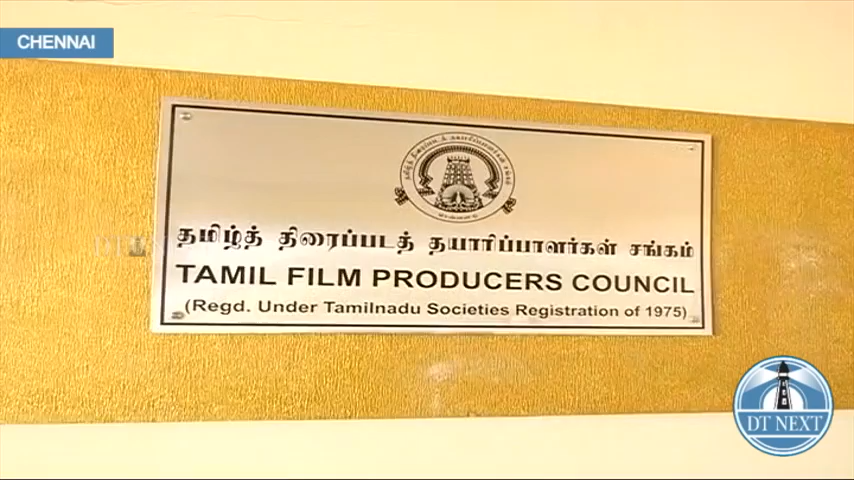 CHENNAI
தமிழ்த் திரைப்படத் தயாரிப்பாளர்கள் சங்கம்
TAMIL FILM PRODUCERS COUNCIL
(Regd. Under Tamilnadu Societies Registration of 1975)
DT NEXT